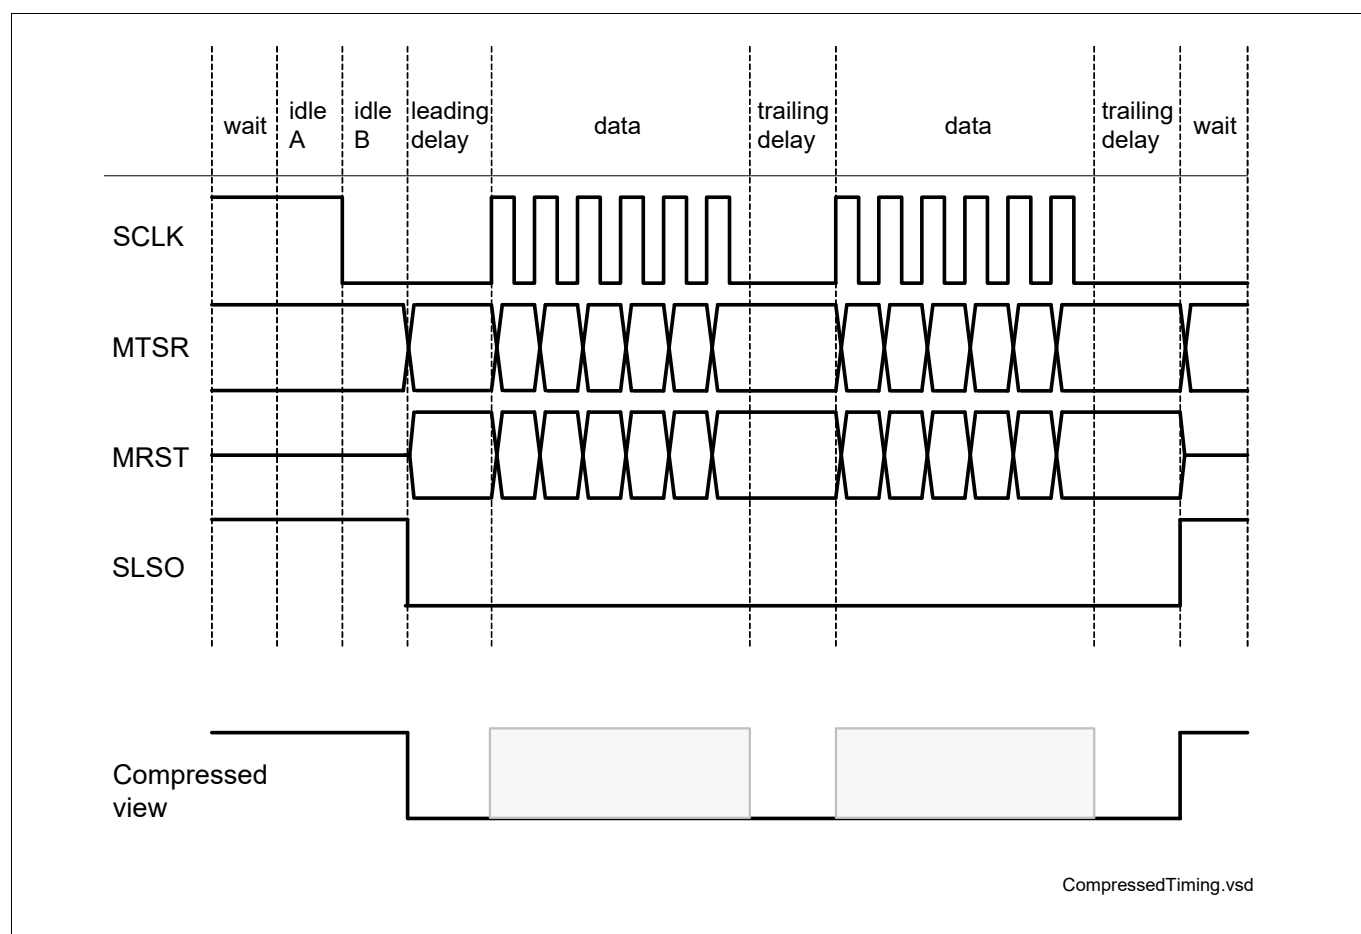 wait
idle
A
idle
B
leading
delay
data
trailing
delay
data
trailing
delay
wait
SCLK
MTSR
MRST
SLSO
Compressed
view
CompressedTiming.vsd